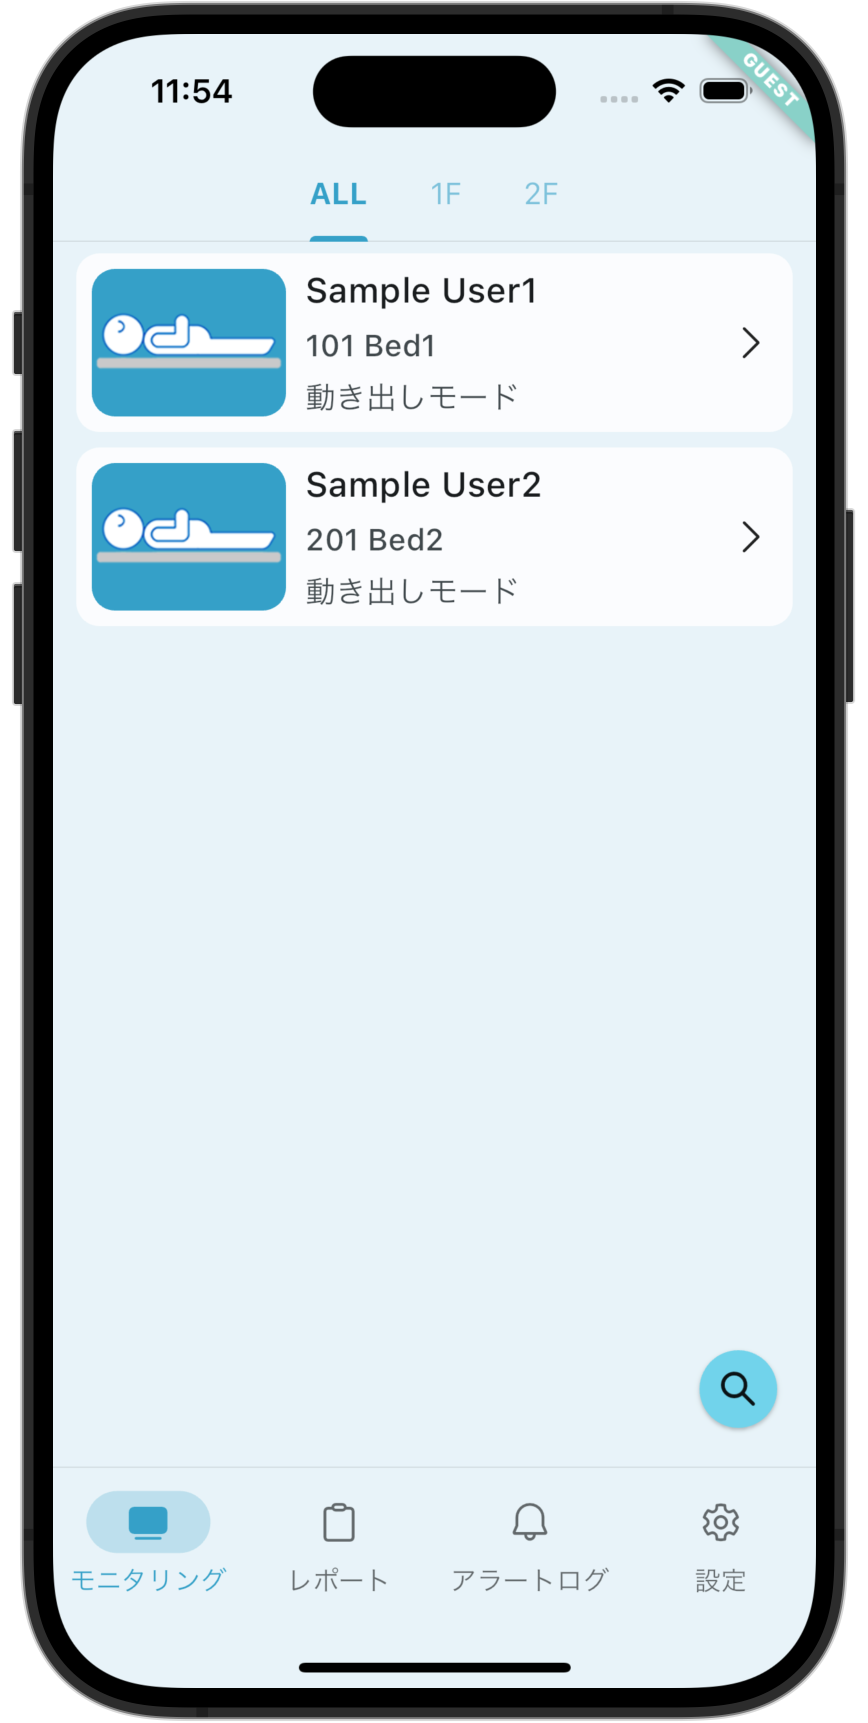 11:54
GUEST
ALL
1F
2F
Sample User1
101 Bed1
動き出しモード
Sample User2
201 Bed2
動き出しモード
モニタリング
レポート
アラートログ
設定